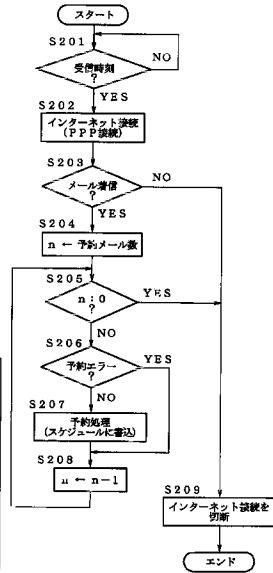 スタート
S201
受信時刻
?
NO
YES
S202
インターネット接続
(PPP接続)
S203
メール着信
?
NO
YES
S204
n ← 予約メール数
S205
n:0
?
YES
NO
S206
予約エラー
?
YES
NO
S207
予約処理
(スケジュールに書込)
S208
n ← n−1
S209
インターネット接続を
切断
エンド